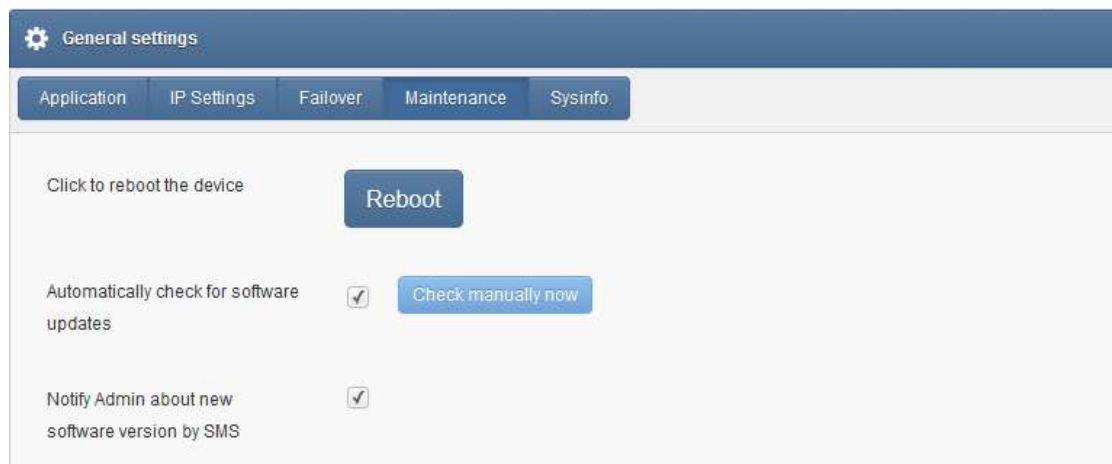 General settings
Application IP Settings Failover Maintenance Sysinfo
Click to reboot the device
Reboot
Automatically check for software
updates
Check manually now
Notify Admin about new
software version by SMS